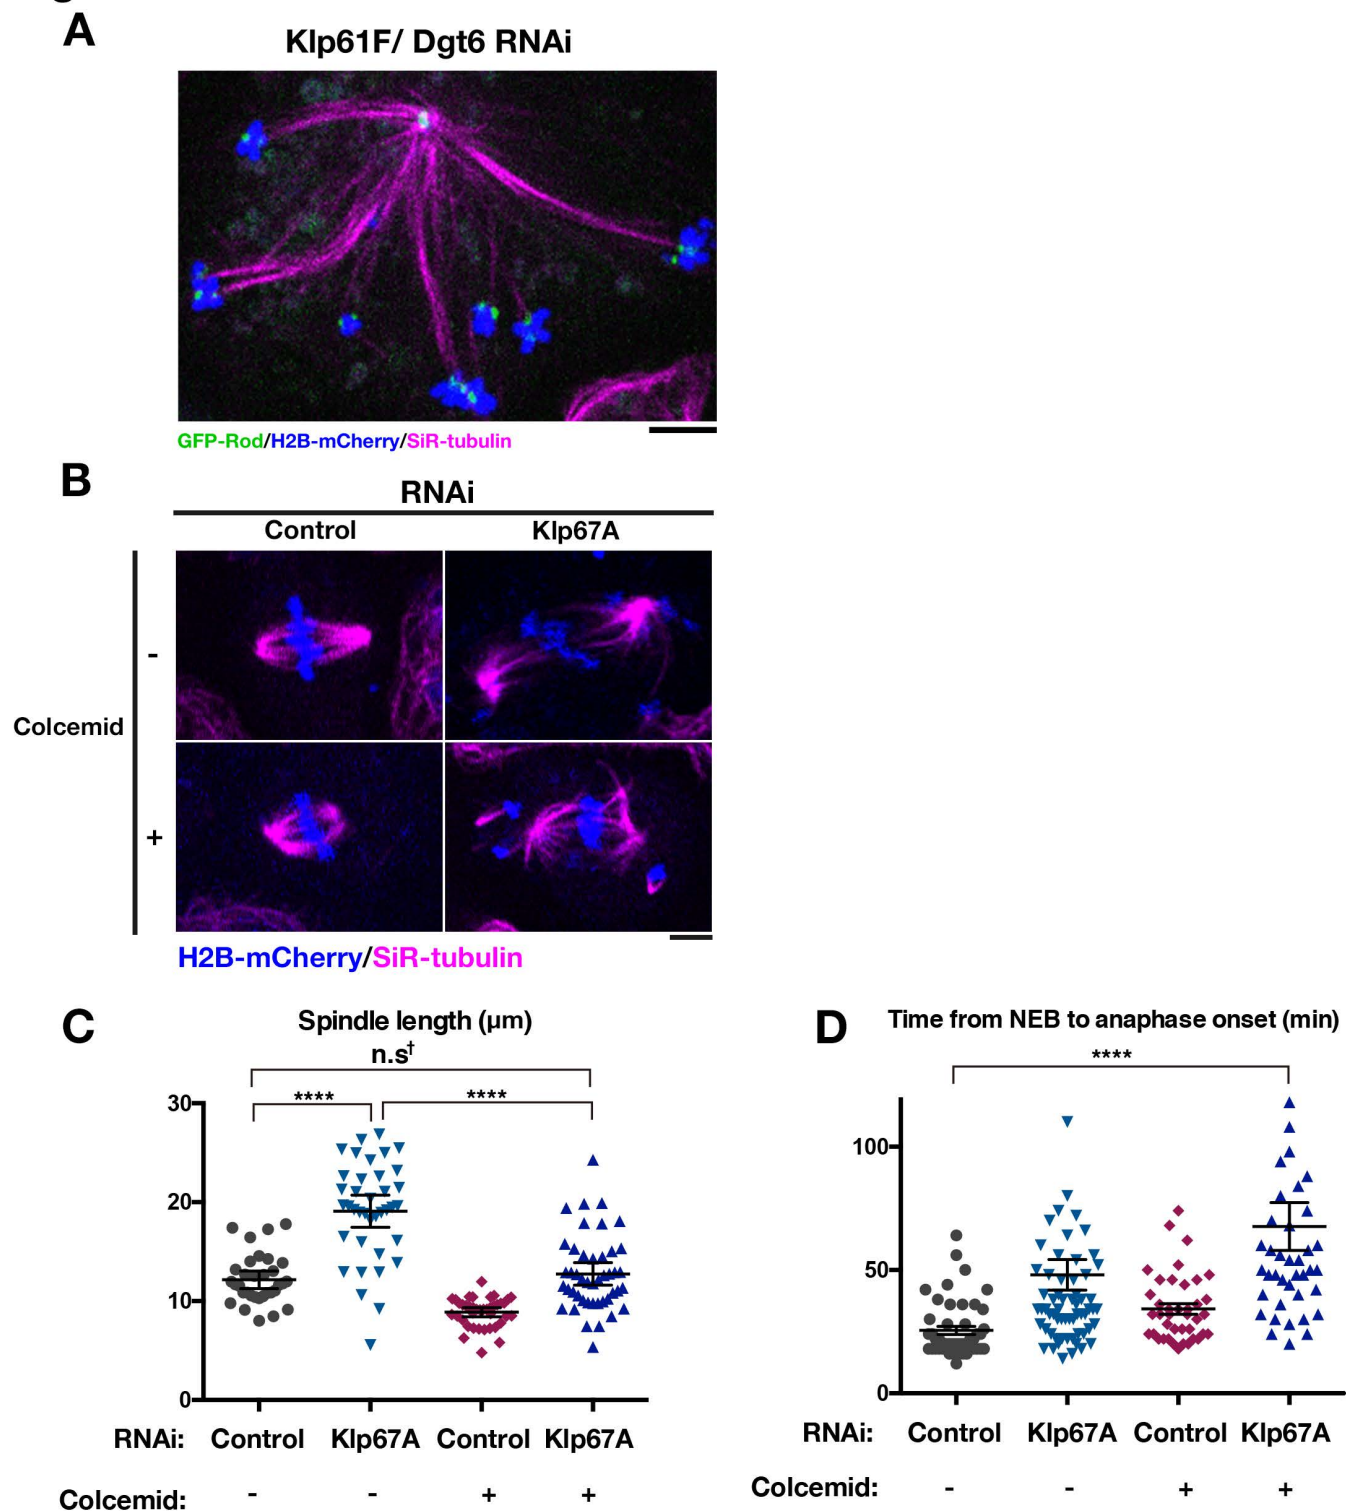 A
Klp61F/ Dgt6 RNAi
GFP-Rod/H2B-mCherry/SiR-tubulin
B
RNAi
Control Klp67A
-
Colcemid
+
H2B-mCherry/SiR-tubulin
C
Spindle length (µm)
n.s†
**** ****
30
20
10
0
RNAi: Control Klp67A Control Klp67A
Colcemid: - - + +
D
Time from NEB to anaphase onset (min)
****
100
50
0
RNAi: Control Klp67A Control Klp67A
Colcemid: - - + +